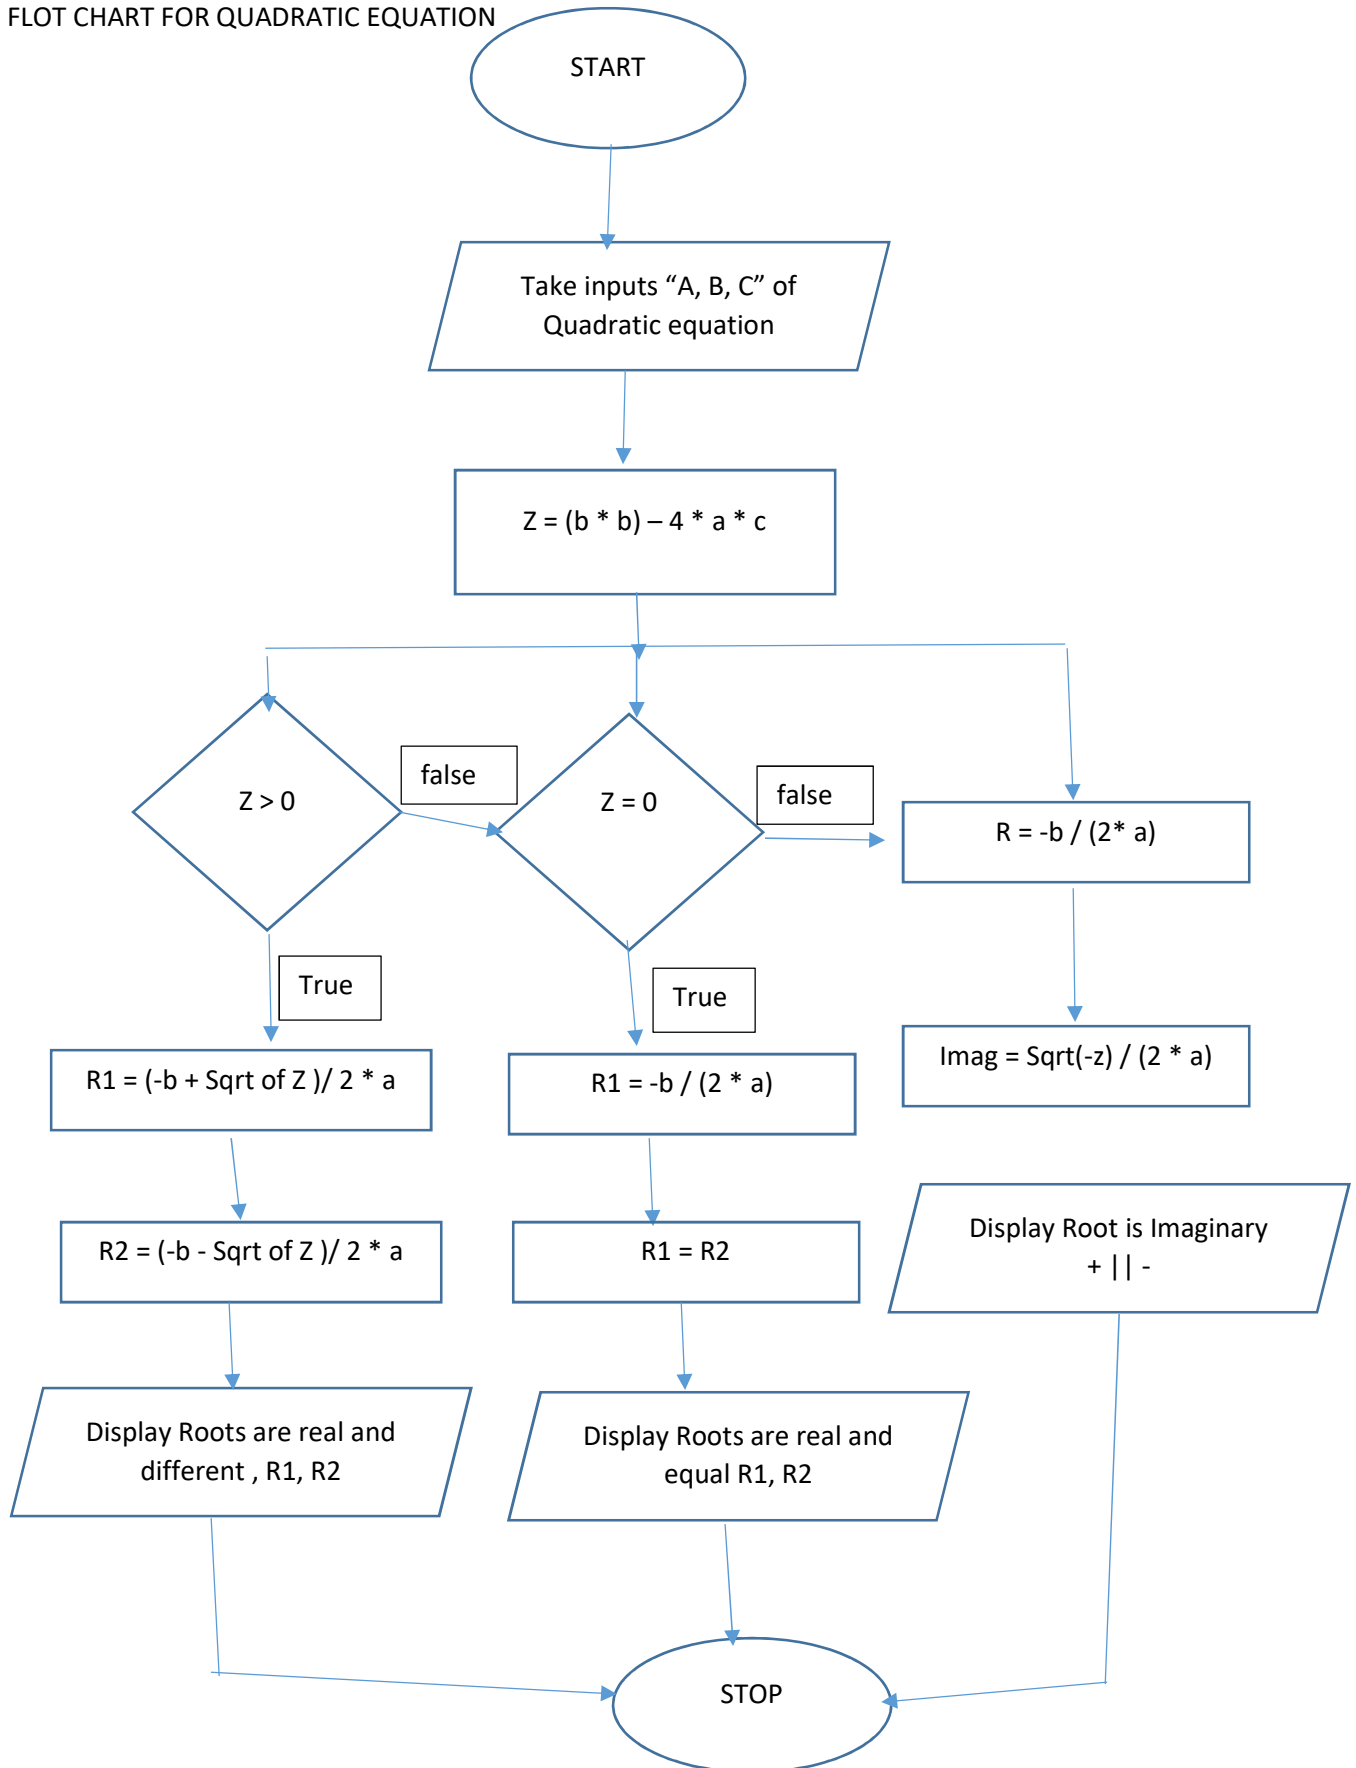 FLOT CHART FOR QUADRATIC EQUATION
START
Take inputs “A, B, C” of
Quadratic equation
Z = (b * b) – 4 * a * c
Z > 0
false
Z = 0
false
R = -b / (2* a)
True
True
R1 = (-b + Sqrt of Z )/ 2 * a
R1 = -b / (2 * a)
Imag = Sqrt(-z) / (2 * a)
R2 = (-b - Sqrt of Z )/ 2 * a
R1 = R2
Display Root is Imaginary
+ || -
Display Roots are real and
different , R1, R2
Display Roots are real and
equal R1, R2
STOP